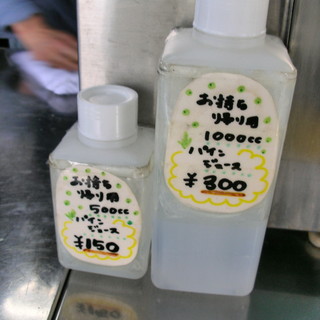 お持ち
帰り用
500cc
パイン
ジュース
¥150
お持ち
帰り用
1000cc
パイン
ジュース
¥300